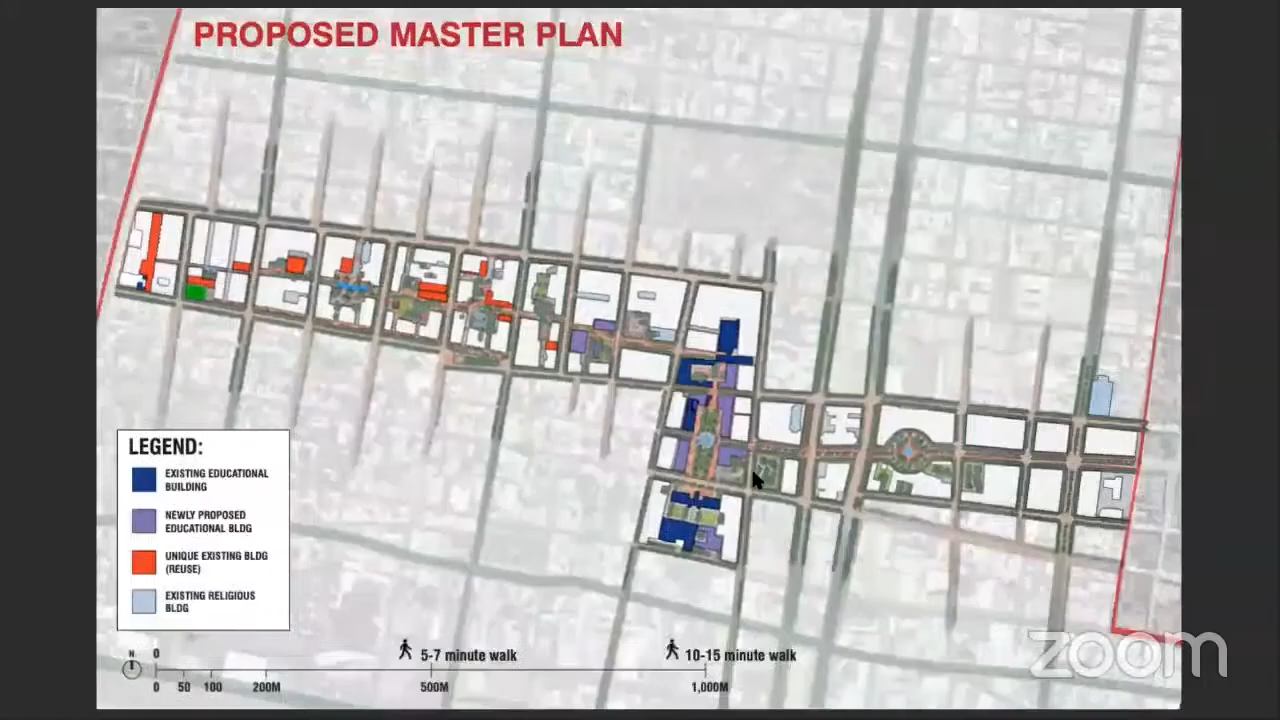 PROPOSED MASTER PLAN
LEGEND:
EXISTING EDUCATIONAL
BUILDING
NEWLY PROPOSED
EDUCATIONAL BLDG
UNIQUE EXISTING BLDG
(REUSE)
EXISTING RELIGIOUS
BLDG
N
0
5-7 minute walk
10-15 minute walk
0 50 100 200M 500M 1,000M
zoom